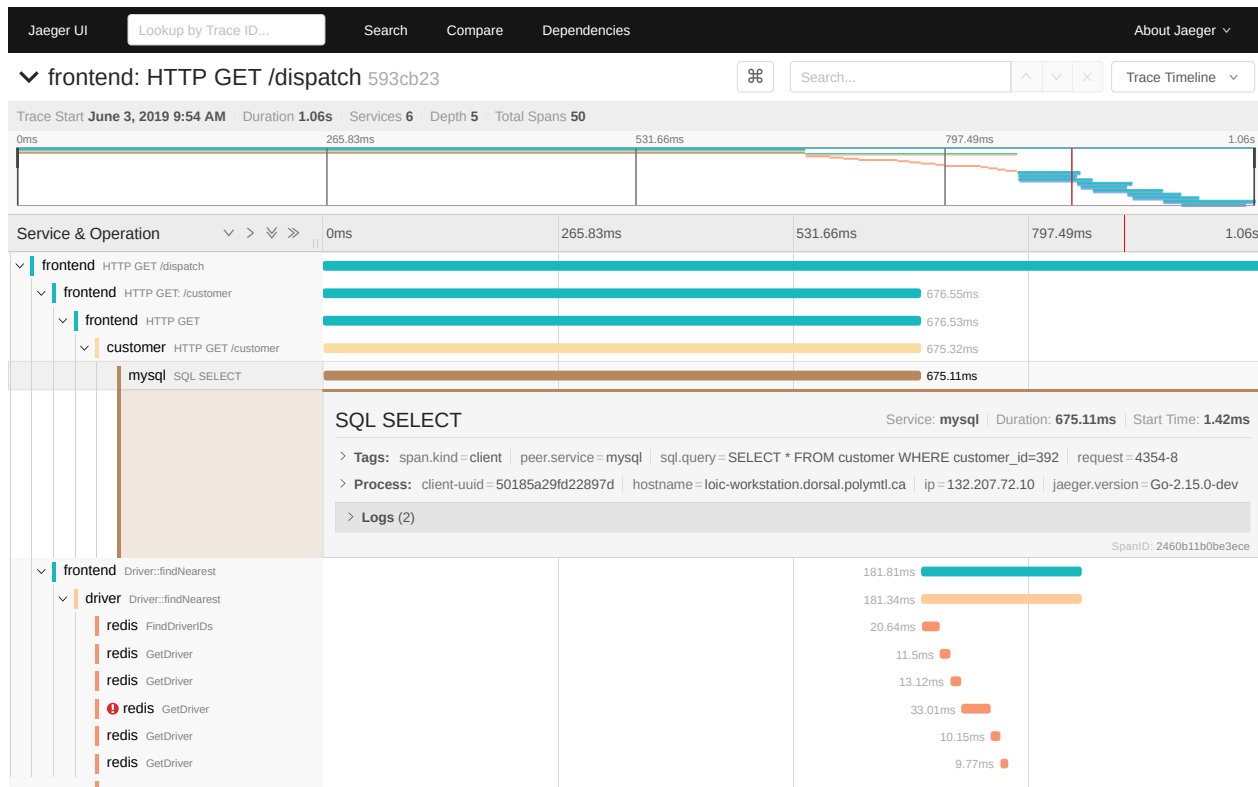 Jaeger UI Lookup by Trace ID... Search Compare Dependencies About Jaeger
frontend: HTTP GET /dispatch 593cb23 ⌘ Search... Trace Timeline
Trace Start June 3, 2019 9:54 AM Duration 1.06s Services 6 Depth 5 Total Spans 50
0ms 265.83ms 531.66ms 797.49ms 1.06s
Service & Operation 0ms 265.83ms 531.66ms 797.49ms 1.06s
frontend HTTP GET /dispatch
frontend HTTP GET: /customer 676.55ms
frontend HTTP GET 676.53ms
customer HTTP GET /customer 675.32ms
mysql SQL SELECT 675.11ms
SQL SELECT Service: mysql Duration: 675.11ms Start Time: 1.42ms
Tags: span.kind = client peer.service = mysql sql.query = SELECT * FROM customer WHERE customer_id=392 request = 4354-8
Process: client-uuid = 50185a29fd22897d hostname = loic-workstation.dorsal.polymtl.ca ip = 132.207.72.10 jaeger.version = Go-2.15.0-dev
Logs (2)
SpanID: 2460b11b0be3ece
frontend Driver::findNearest 181.81ms
driver Driver::findNearest 181.34ms
redis FindDriverIDs 20.64ms
redis GetDriver 11.5ms
redis GetDriver 13.12ms
redis GetDriver 33.01ms
redis GetDriver 10.15ms
redis GetDriver 9.77ms